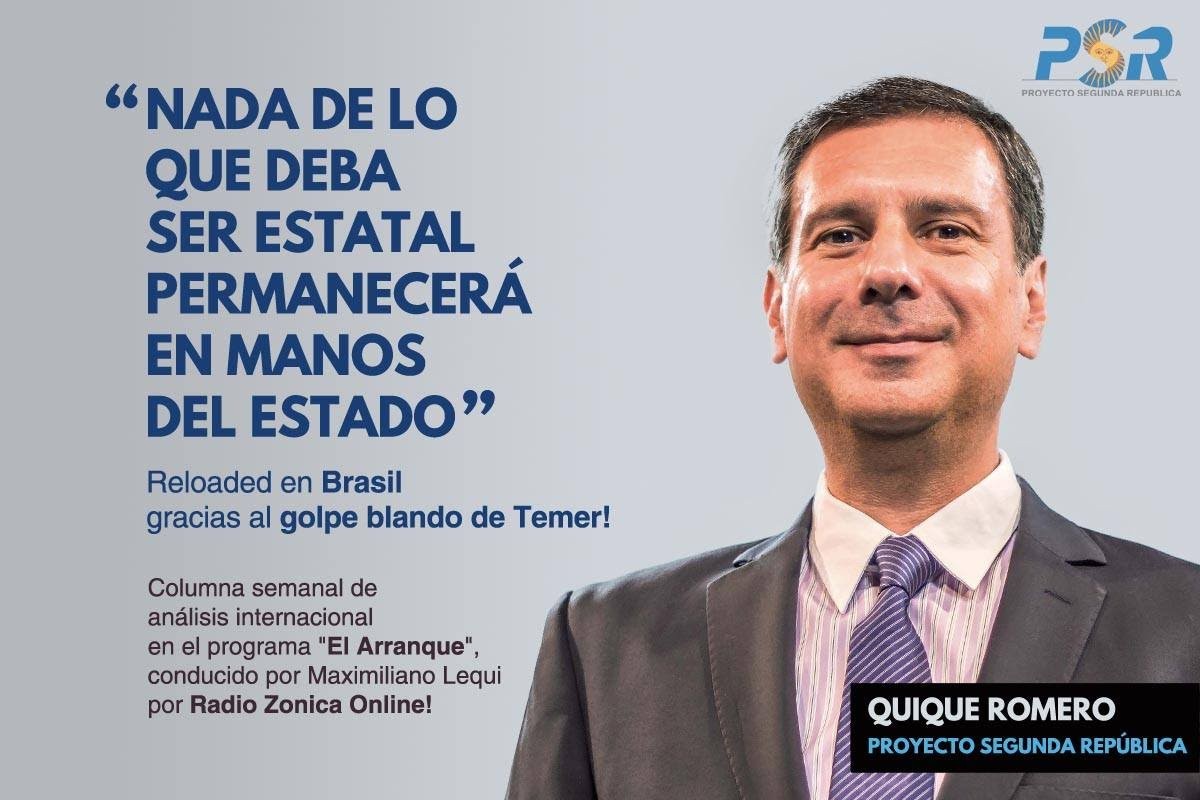 PSR
PROYECTO SEGUNDA REPUBLICA
“NADA DE LO
QUE DEBA
SER ESTATAL
PERMANECERÁ
EN MANOS
DEL ESTADO”
Reloaded en Brasil
gracias al golpe blando de Temer!
Columna semanal de
análisis internacional
en el programa "El Arranque",
conducido por Maximiliano Lequi
por Radio Zonica Online!
QUIQUE ROMERO
PROYECTO SEGUNDA REPÚBLICA